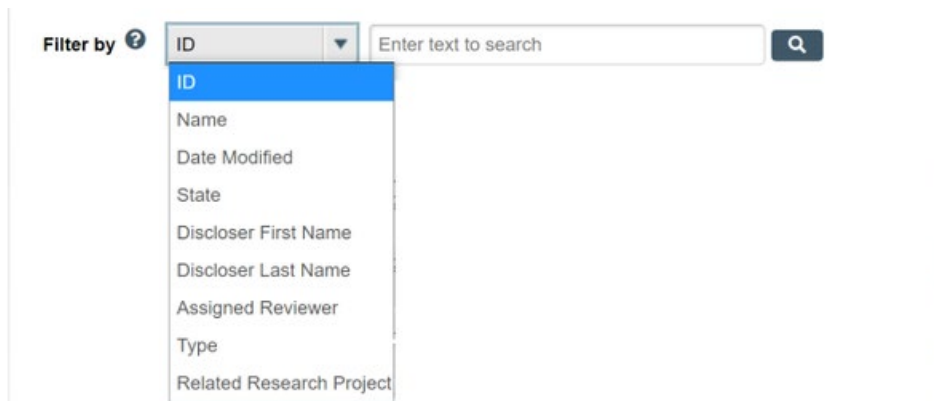 Filter by ? ID Enter text to search
ID
Name
Date Modified
State
Discloser First Name
Discloser Last Name
Assigned Reviewer
Type
Related Research Project